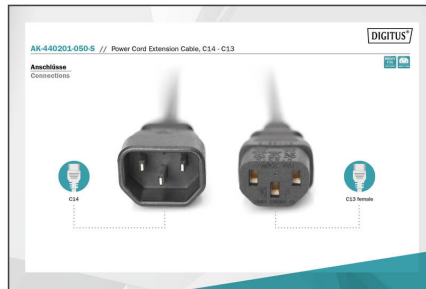 DIGITUS®
AK-440201-050-S // Power Cord Extension Cable, C14 - C13
Anschlüsse
Connections
C14
C13 female